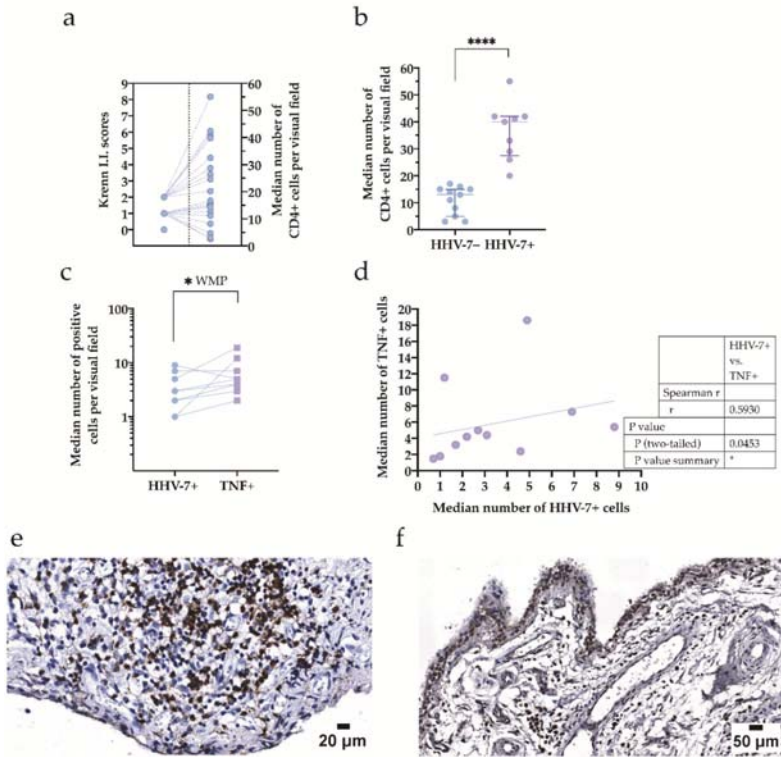 a
Krenn I.I. scores
9
8
7
6
5
4
3
2
1
0
60
50
40
30
20
10
0
Median number of
CD4+ cells per visual field
b
****
Median number of
CD4+ cells per visual field
60
50
40
30
20
10
0
HHV-7−
HHV-7+
c
* WMP
Median number of positive
cells per visual field
100
10
1
HHV-7+
TNF+
d
Median number of TNF+ cells
20
18
16
14
12
10
8
6
4
2
0
0 1 2 3 4 5 6 7 8 9 10
Median number of HHV-7+ cells
HHV-7+
vs.
TNF+
Spearman r
r 0.5930
P value
P (two-tailed) 0.0453
P value summary *
e
20 µm
f
50 µm